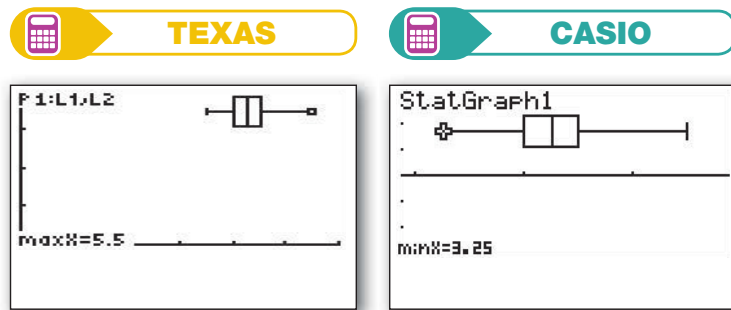 TEXAS
CASIO
P1:L1,L2
maxX=5.5
StatGraph1
minX=3.25